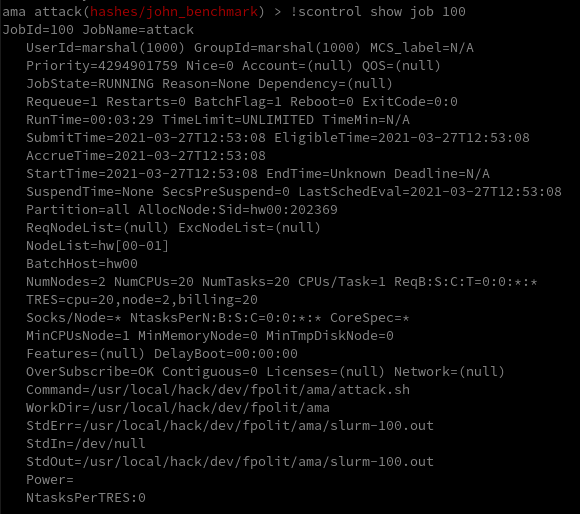 ama attack(hashes/john_benchmark) > !scontrol show job 100
JobId=100 JobName=attack
UserId=marshal(1000) GroupId=marshal(1000) MCS_label=N/A
Priority=4294901759 Nice=0 Account=(null) QOS=(null)
JobState=RUNNING Reason=None Dependency=(null)
Requeue=1 Restarts=0 BatchFlag=1 Reboot=0 ExitCode=0:0
RunTime=00:03:29 TimeLimit=UNLIMITED TimeMin=N/A
SubmitTime=2021-03-27T12:53:08 EligibleTime=2021-03-27T12:53:08
AccrueTime=2021-03-27T12:53:08
StartTime=2021-03-27T12:53:08 EndTime=Unknown Deadline=N/A
SuspendTime=None SecsPreSuspend=0 LastSchedEval=2021-03-27T12:53:08
Partition=all AllocNode:Sid=hw00:202369
ReqNodeList=(null) ExcNodeList=(null)
NodeList=hw[00-01]
BatchHost=hw00
NumNodes=2 NumCPUs=20 NumTasks=20 CPUs/Task=1 ReqB:S:C:T=0:0:*:*
TRES=cpu=20,node=2,billing=20
Socks/Node=* NtasksPerN:B:S:C=0:0:*:* CoreSpec=*
MinCPUsNode=1 MinMemoryNode=0 MinTmpDiskNode=0
Features=(null) DelayBoot=00:00:00
OverSubscribe=OK Contiguous=0 Licenses=(null) Network=(null)
Command=/usr/local/hack/dev/fpolit/ama/attack.sh
WorkDir=/usr/local/hack/dev/fpolit/ama
StdErr=/usr/local/hack/dev/fpolit/ama/slurm-100.out
StdIn=/dev/null
StdOut=/usr/local/hack/dev/fpolit/ama/slurm-100.out
Power=
NtasksPerTRES:0